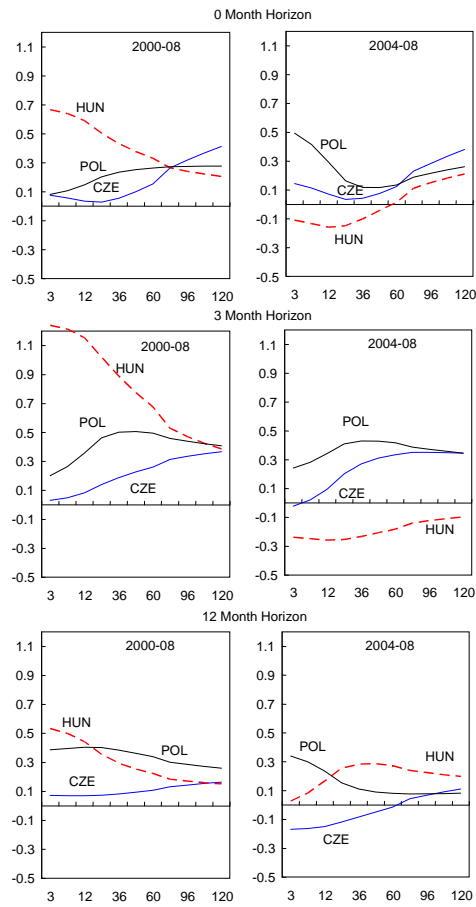 0 Month Horizon
1.1
0.9
0.7
0.5
0.3
0.1
-0.1
-0.3
-0.5
2000-08
HUN
POL
CZE
3 12 36 60 96 120
1.1
0.9
0.7
0.5
0.3
0.1
-0.1
-0.3
-0.5
2004-08
POL
CZE
HUN
3 12 36 60 96 120
3 Month Horizon
1.1
0.9
0.7
0.5
0.3
0.1
-0.1
-0.3
-0.5
2000-08
HUN
POL
CZE
3 12 36 60 96 120
1.1
0.9
0.7
0.5
0.3
0.1
-0.1
-0.3
-0.5
2004-08
POL
CZE
HUN
3 12 36 60 96 120
12 Month Horizon
1.1
0.9
0.7
0.5
0.3
0.1
-0.1
-0.3
-0.5
2000-08
HUN
POL
CZE
3 12 36 60 96 120
1.1
0.9
0.7
0.5
0.3
0.1
-0.1
-0.3
-0.5
2004-08
POL
HUN
CZE
3 12 36 60 96 120